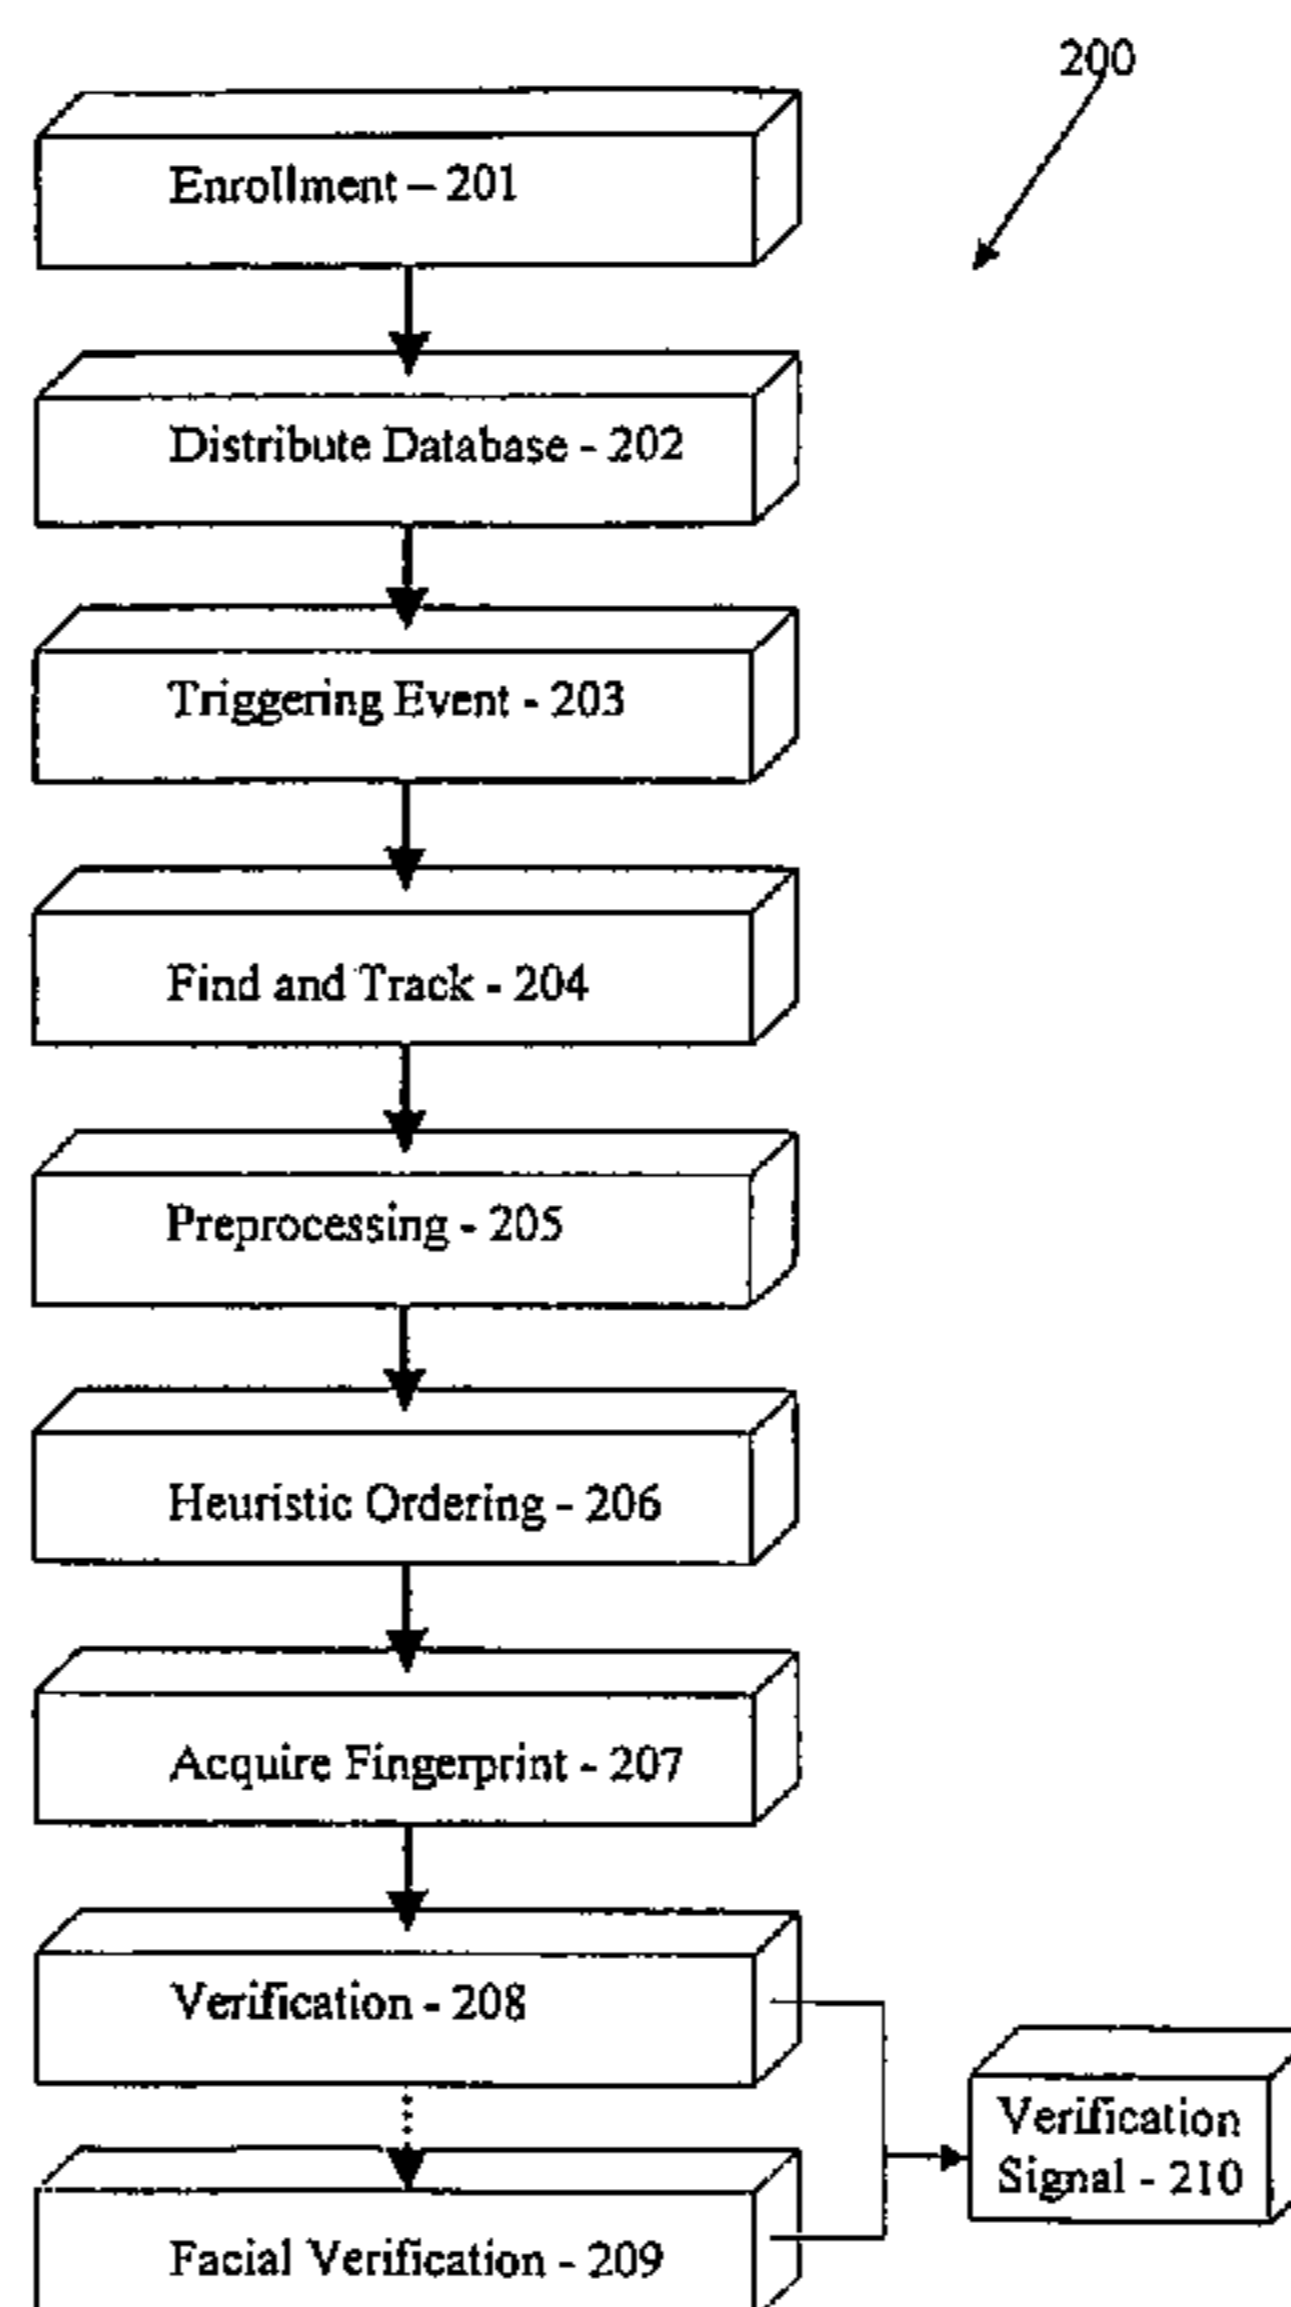 200
Enrollment – 201
Distribute Database - 202
Triggering Event - 203
Find and Track - 204
Preprocessing - 205
Heuristic Ordering - 206
Acquire Fingerprint - 207
Verification - 208
Verification
Signal - 210
Facial Verification - 209